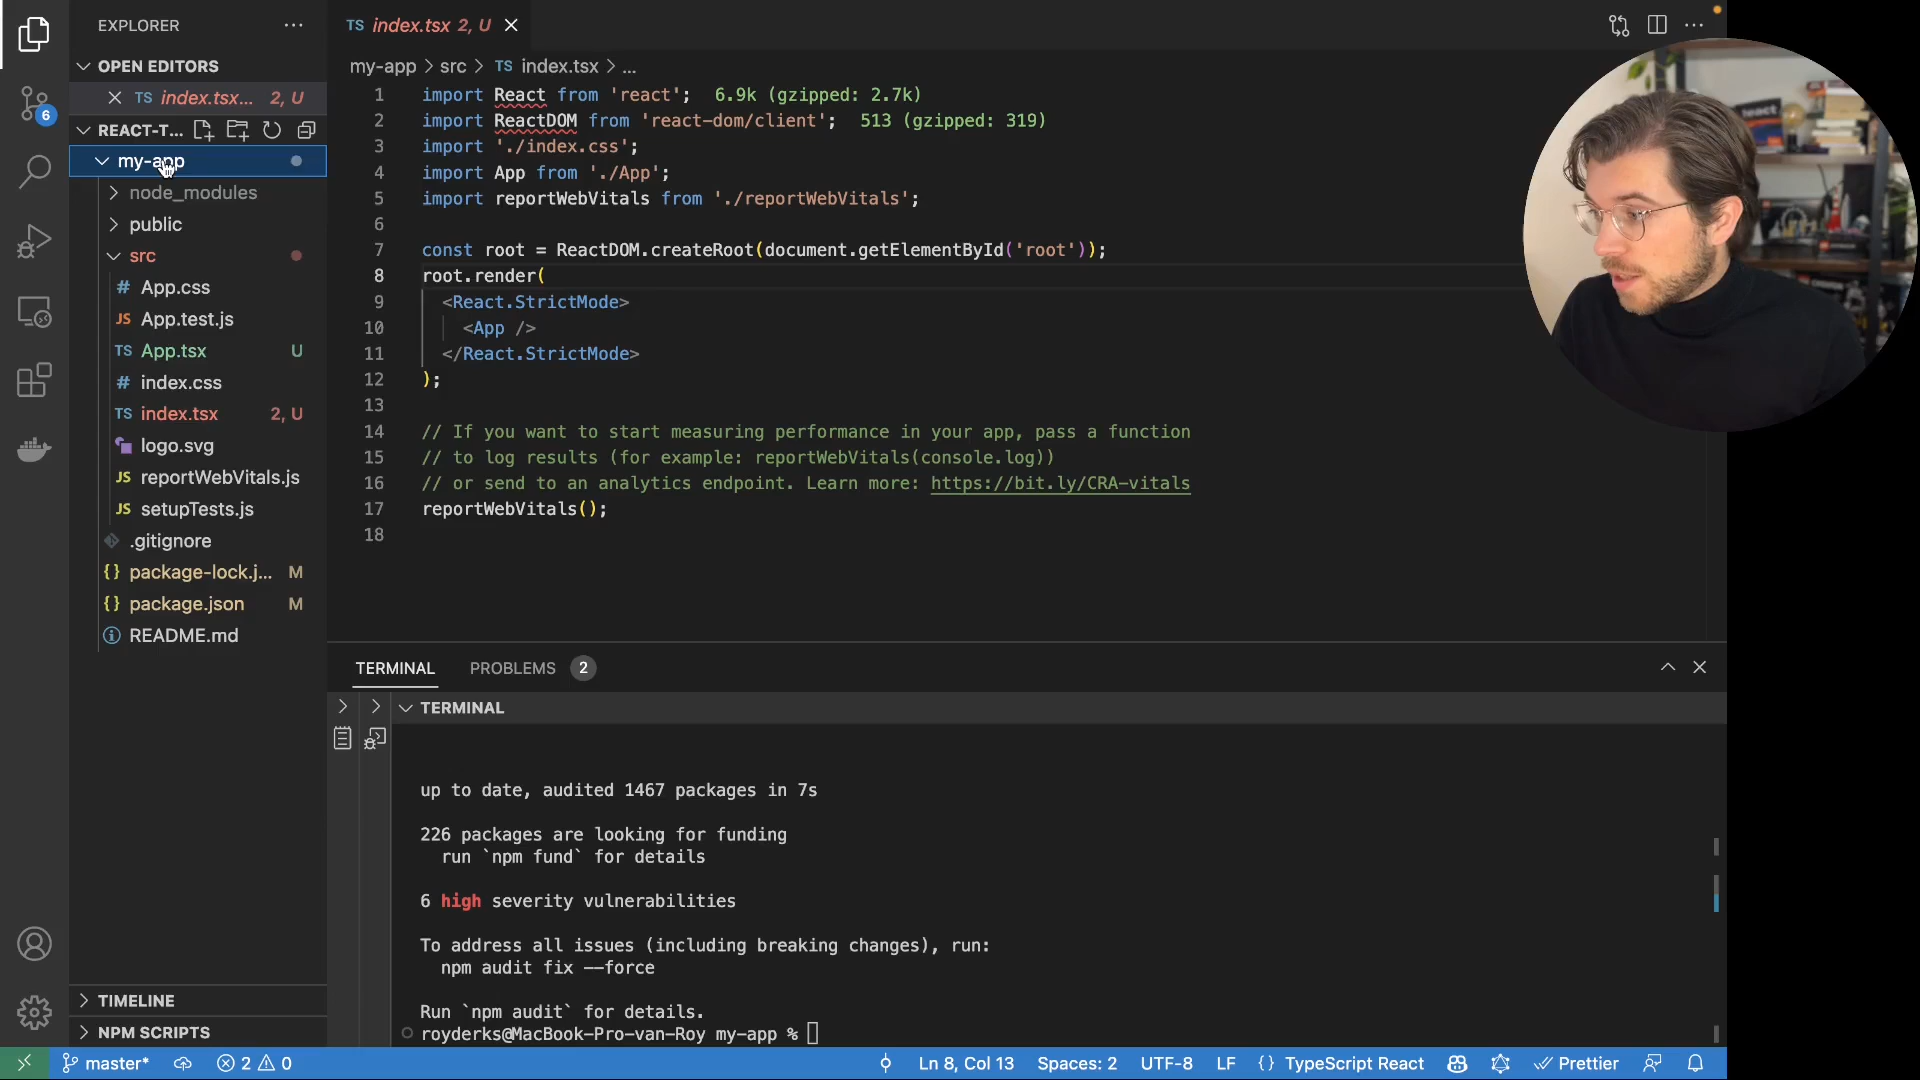 EXPLORER
OPEN EDITORS
TS index.tsx... 2, U
REACT-T...
my-app
node_modules
public
src
# App.css
JS App.test.js
TS App.tsx U
# index.css
TS index.tsx 2, U
logo.svg
JS reportWebVitals.js
JS setupTests.js
.gitignore
{} package-lock.j... M
{} package.json M
README.md
TIMELINE
NPM SCRIPTS
6
TS index.tsx 2, U
my-app > src > TS index.tsx > ...
1 import React from 'react'; 6.9k (gzipped: 2.7k)
2 import ReactDOM from 'react-dom/client'; 513 (gzipped: 319)
3 import './index.css';
4 import App from './App';
5 import reportWebVitals from './reportWebVitals';
6
7 const root = ReactDOM.createRoot(document.getElementById('root'));
8 root.render(
9 <React.StrictMode>
10 <App />
11 </React.StrictMode>
12 );
13
14 // If you want to start measuring performance in your app, pass a function
15 // to log results (for example: reportWebVitals(console.log))
16 // or send to an analytics endpoint. Learn more: https://bit.ly/CRA-vitals
17 reportWebVitals();
18
TERMINAL PROBLEMS 2
TERMINAL
up to date, audited 1467 packages in 7s
226 packages are looking for funding
run `npm fund` for details
6 high severity vulnerabilities
To address all issues (including breaking changes), run:
npm audit fix --force
Run `npm audit` for details.
royderks@MacBook-Pro-van-Roy my-app %
master* 2 0 Ln 8, Col 13 Spaces: 2 UTF-8 LF {} TypeScript React Prettier